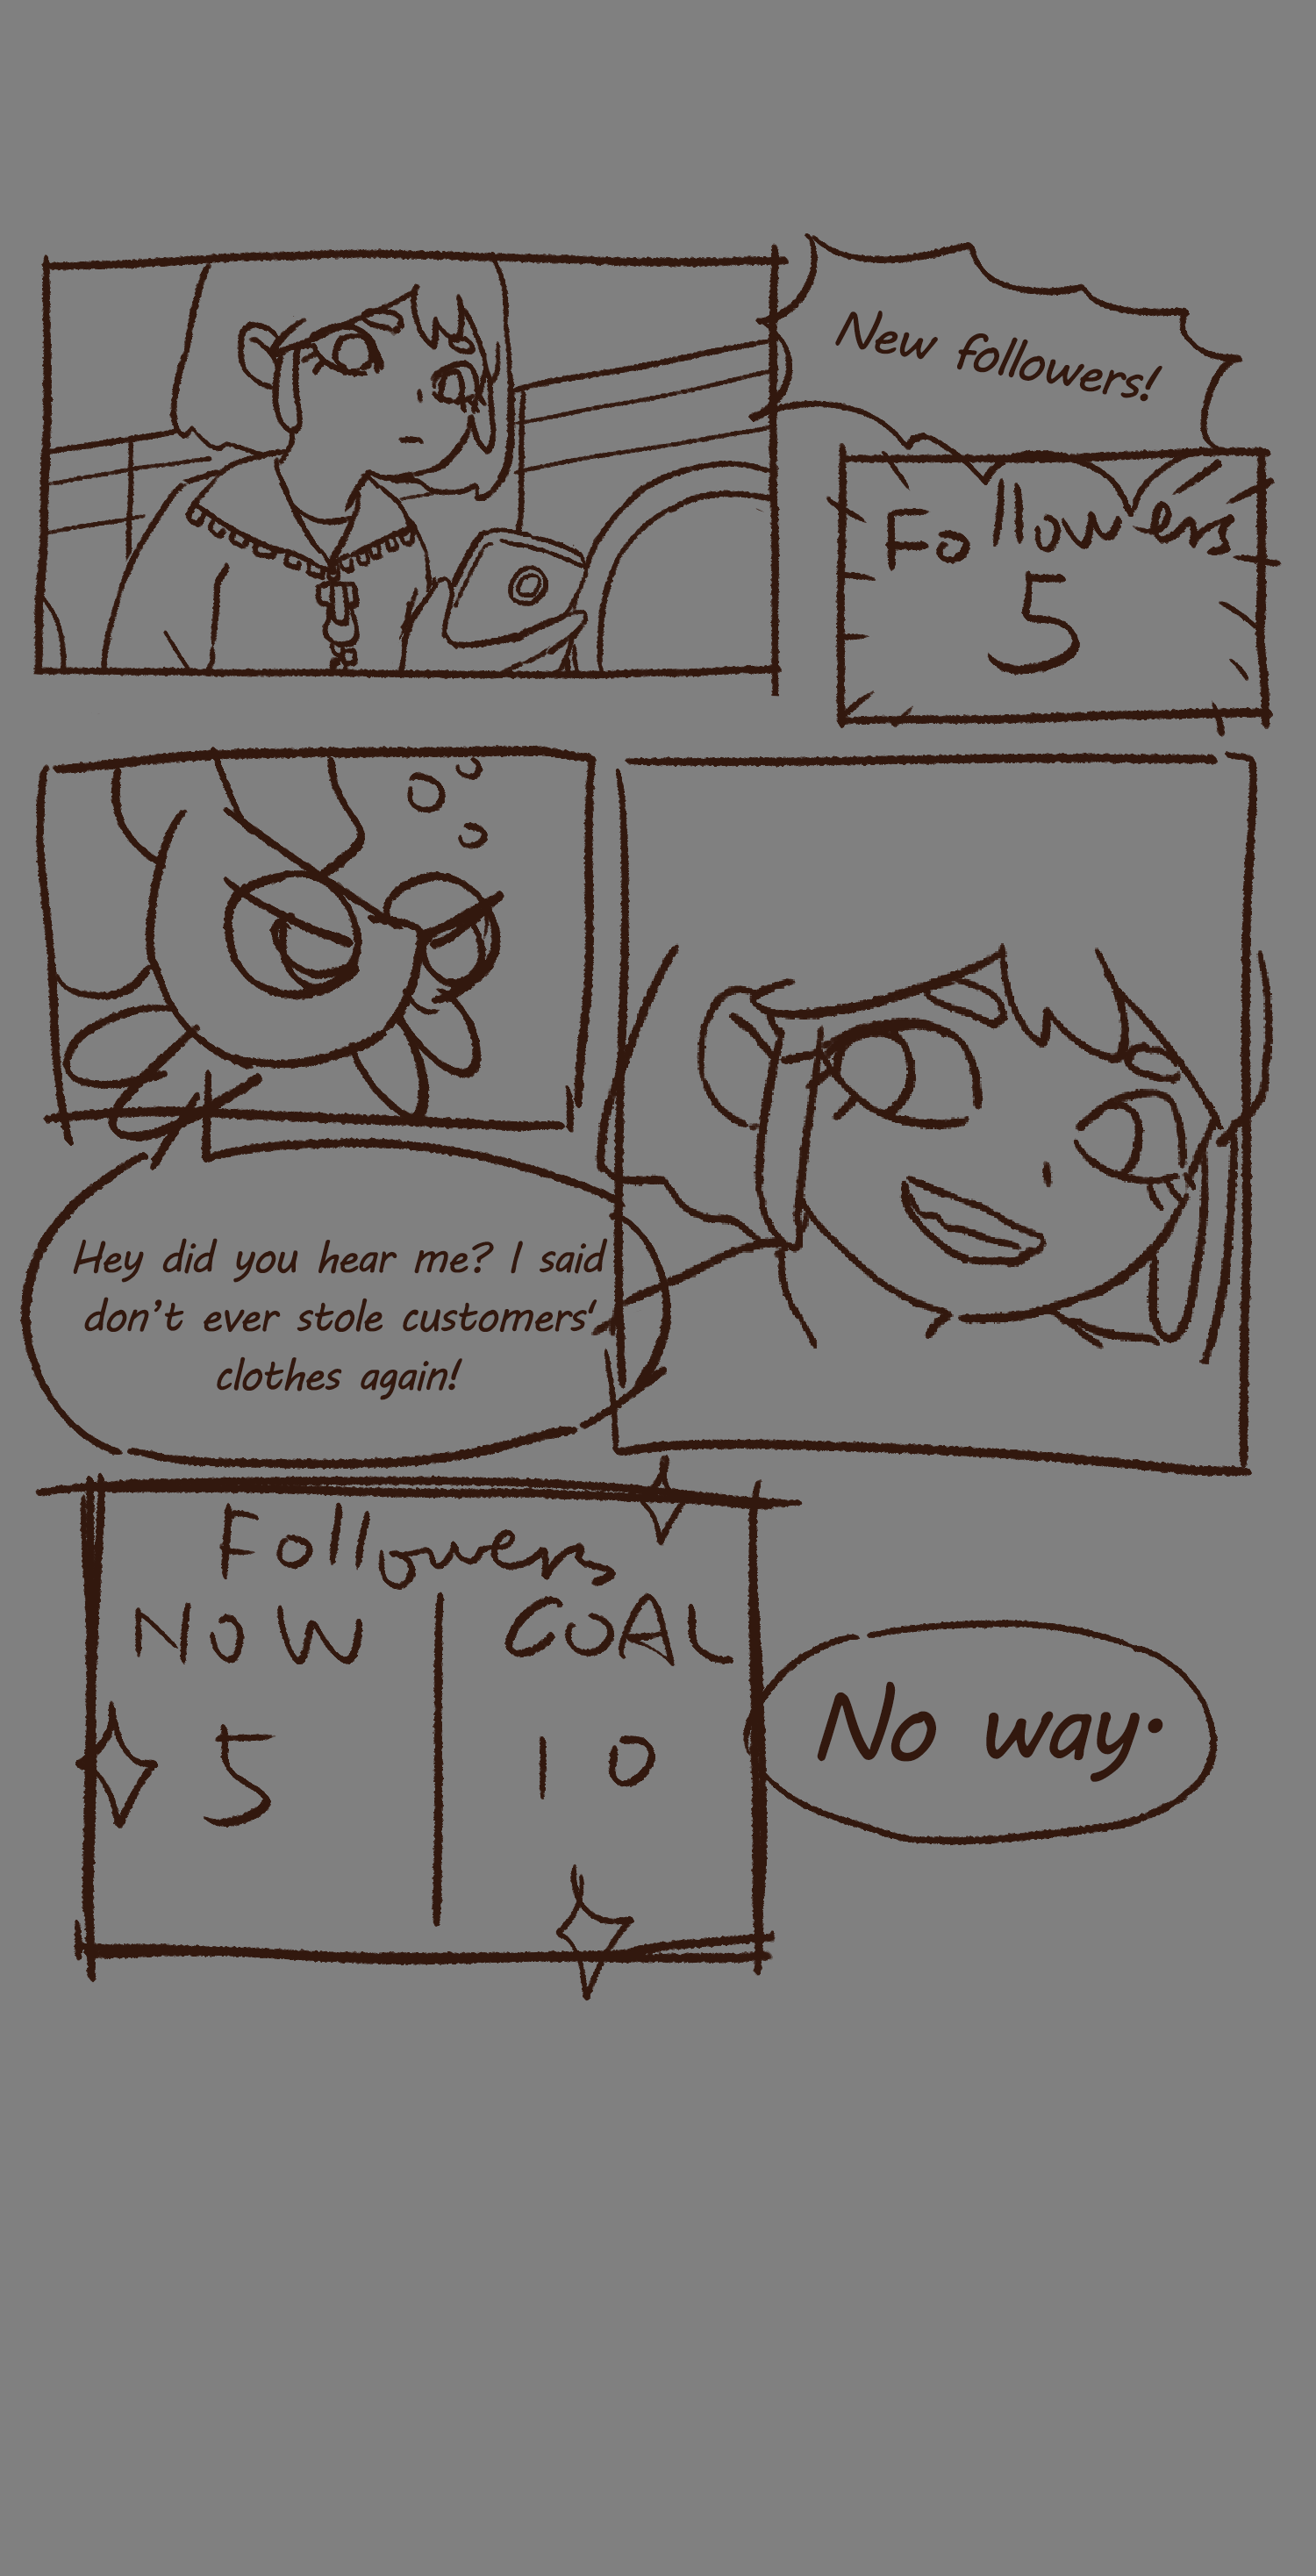 New followers!
Followers
5
Hey did you hear me? I said
don't ever stole customers'
clothes again!
Followers
NOW GOAL
5 10
No way.